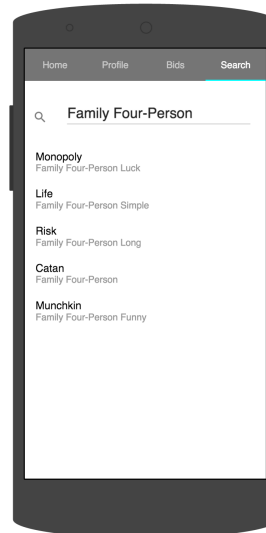 Home Profile Bids Search
Family Four-Person
Monopoly
Family Four-Person Luck
Life
Family Four-Person Simple
Risk
Family Four-Person Long
Catan
Family Four-Person
Munchkin
Family Four-Person Funny